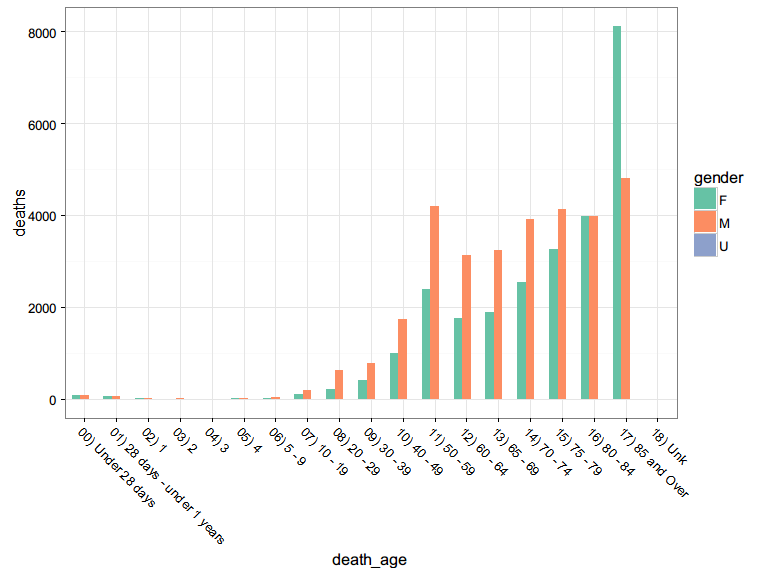 8000
6000
4000
2000
0
deaths
gender
F
M
U
00) Under 28 days
01) 28 days - under 1 years
02) 1
03) 2
04) 3
05) 4
06) 5 - 9
07) 10 - 19
08) 20 - 29
09) 30 - 39
10) 40 - 49
11) 50 - 59
12) 60 - 64
13) 65 - 69
14) 70 - 74
15) 75 - 79
16) 80 - 84
17) 85 and Over
18) Unk
death_age